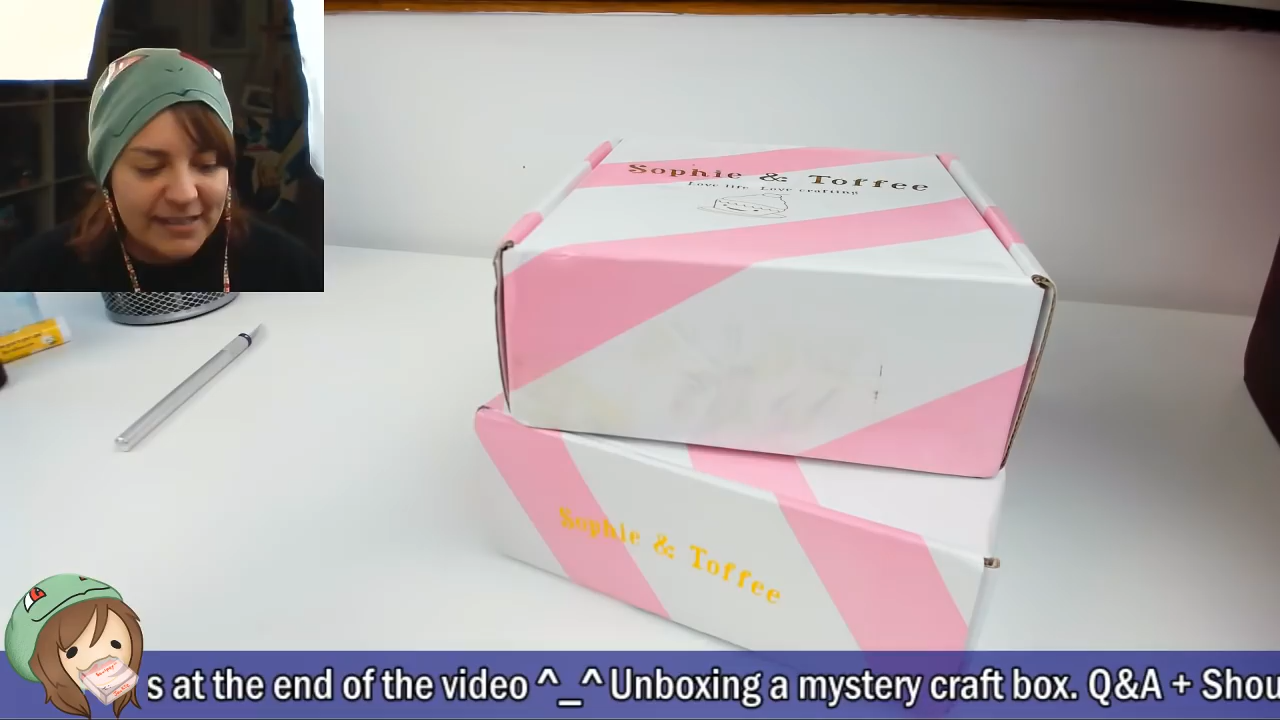 Sophie & Toffee
Love life Love crafting
Sophie & Toffee
s at the end of the video ^_^ Unboxing a mystery craft box. Q&A + Shou